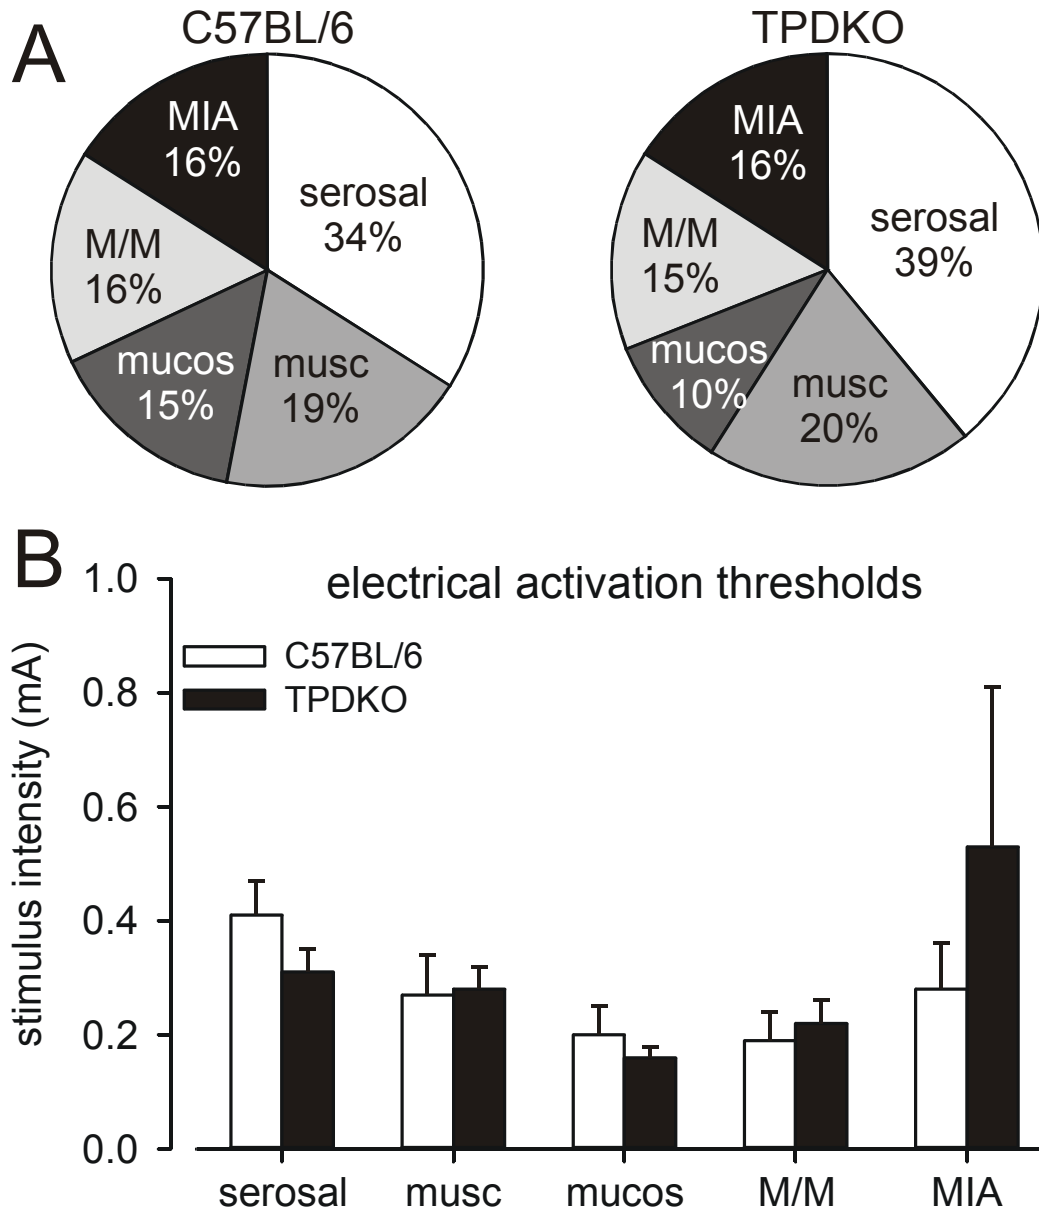 A
C57BL/6
TPDKO
MIA
16%
serosal
34%
M/M
16%
mucos
15%
musc
19%
MIA
16%
serosal
39%
M/M
15%
mucos
10%
musc
20%
B
electrical activation thresholds
C57BL/6
TPDKO
stimulus intensity (mA)
1.0
0.8
0.6
0.4
0.2
0.0
serosal
musc
mucos
M/M
MIA